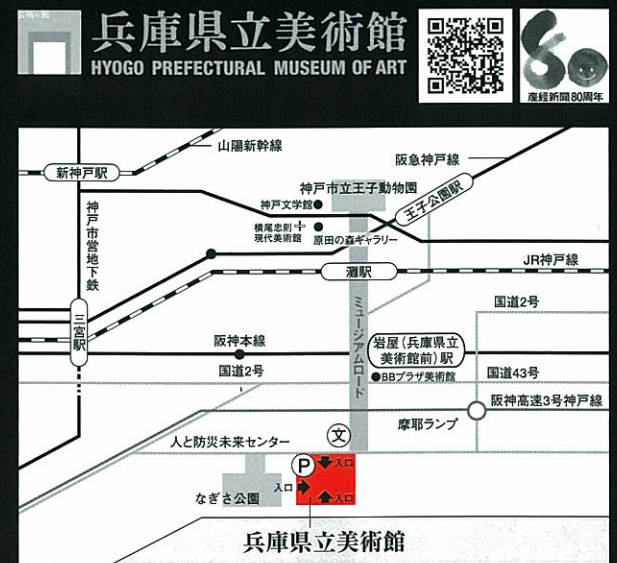 兵庫県立美術館
HYOGO PREFECTURAL MUSEUM OF ART
80
産經新聞80周年
山陽新幹線
新神戸駅
阪急神戸線
神戸市立王子動物園
王子公園駅
神戸文学館
横尾忠則
現代美術館
原田の森ギャラリー
神戸市営地下鉄
JR神戸線
灘駅
国道2号
三宮駅
ミュージアムロード
阪神本線
岩屋(兵庫県立
美術館前)駅
国道2号
BBプラザ美術館
国道43号
阪神高速3号神戸線
摩耶ランプ
人と防災未来センター
文
P
入口
入口
入口
なぎさ公園
兵庫県立美術館